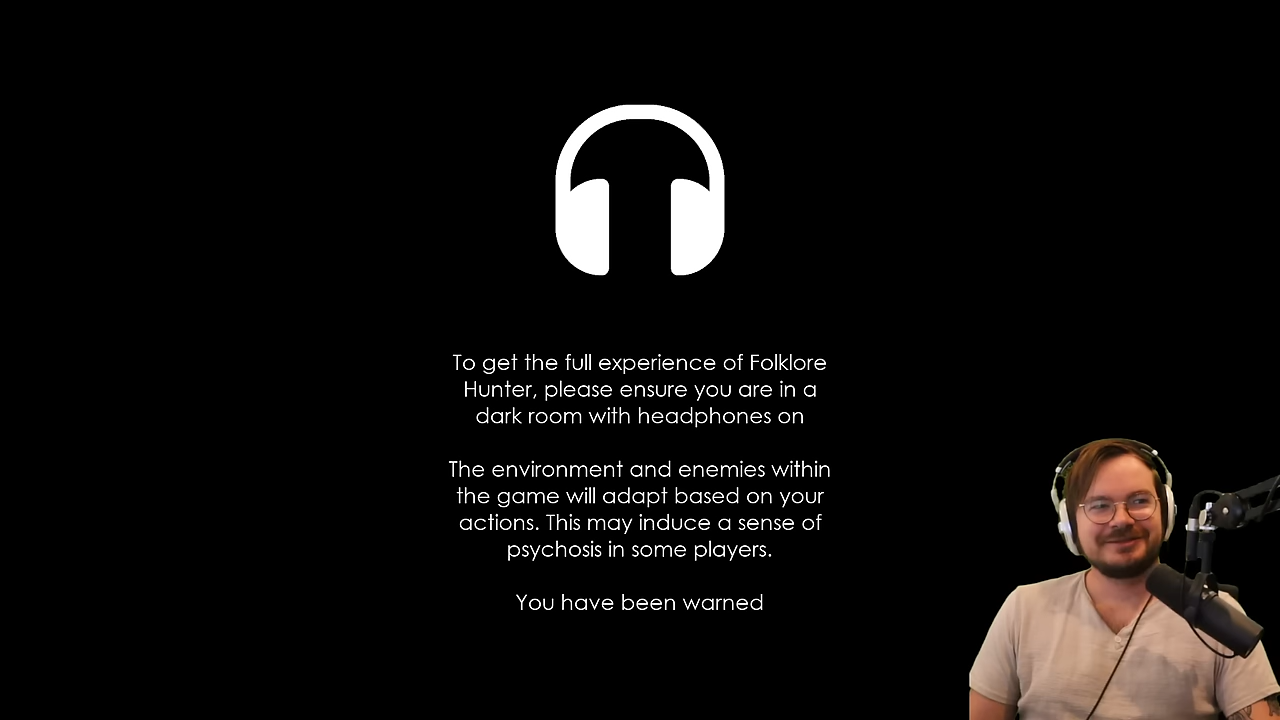 To get the full experience of Folklore
Hunter, please ensure you are in a
dark room with headphones on
The environment and enemies within
the game will adapt based on your
actions. This may induce a sense of
psychosis in some players.
You have been warned